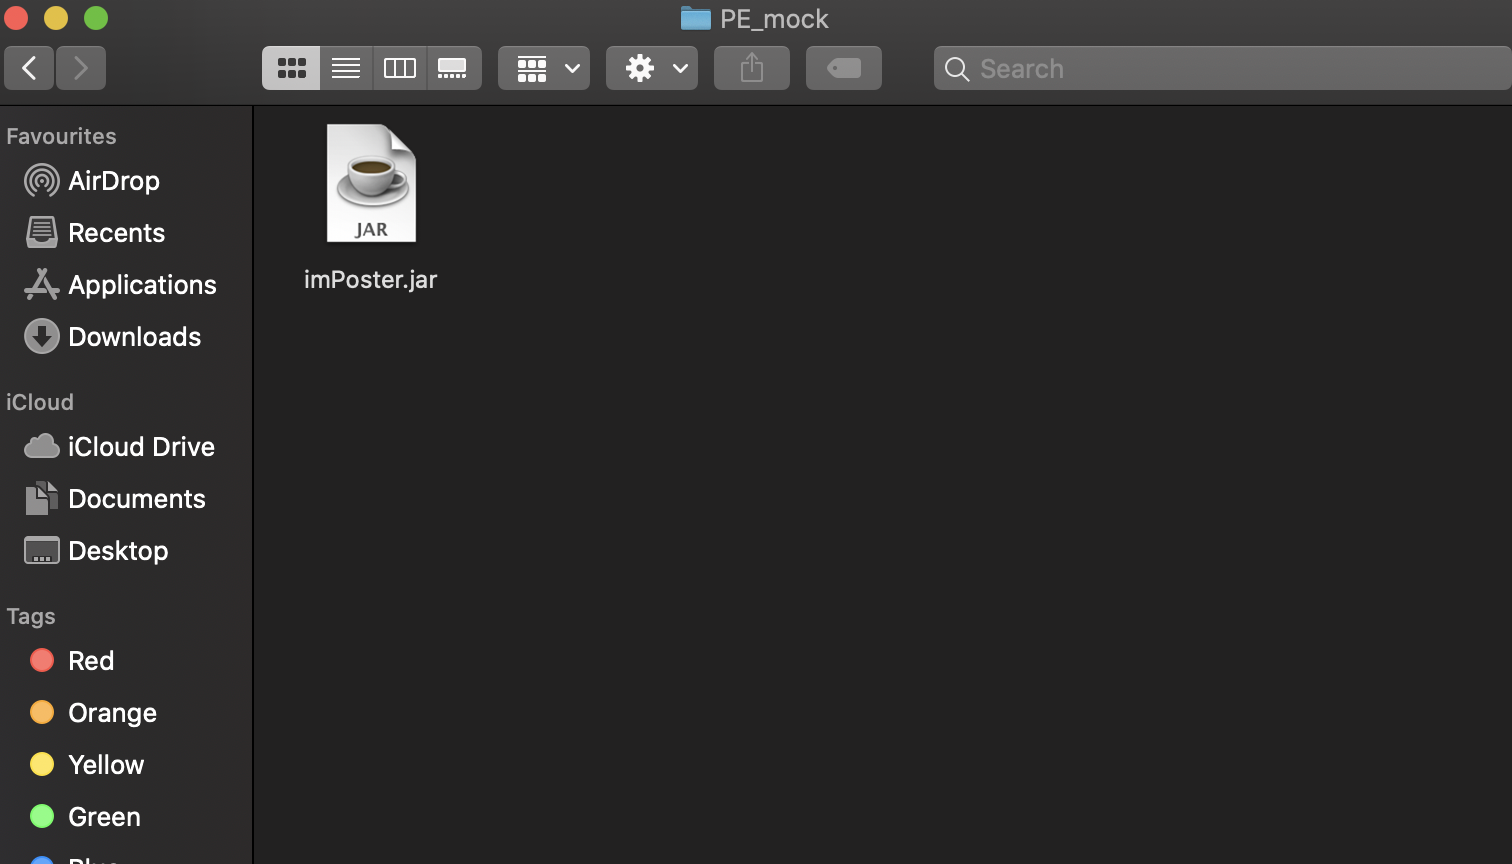 PE_mock
Search
Favourites
AirDrop
Recents
Applications
Downloads
iCloud
iCloud Drive
Documents
Desktop
Tags
Red
Orange
Yellow
Green
JAR
imPoster.jar